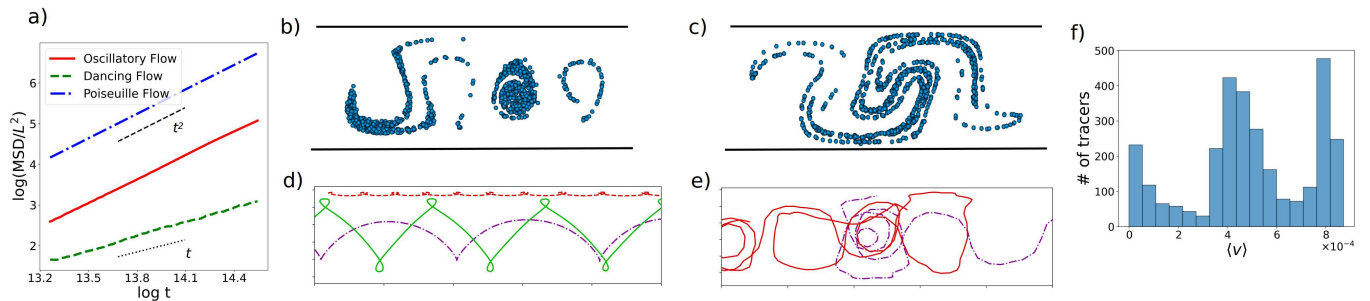 a)
Oscillatory Flow
Dancing Flow
Poiseuille Flow
t²
t
log(MSD/L²)
6
5
4
3
2
13.2 13.5 13.8 14.1 14.4
log t
b)
c)
d)
e)
f)
# of tracers
500
400
300
200
100
0
0 2 4 6 8
×10⁻⁴
⟨v⟩